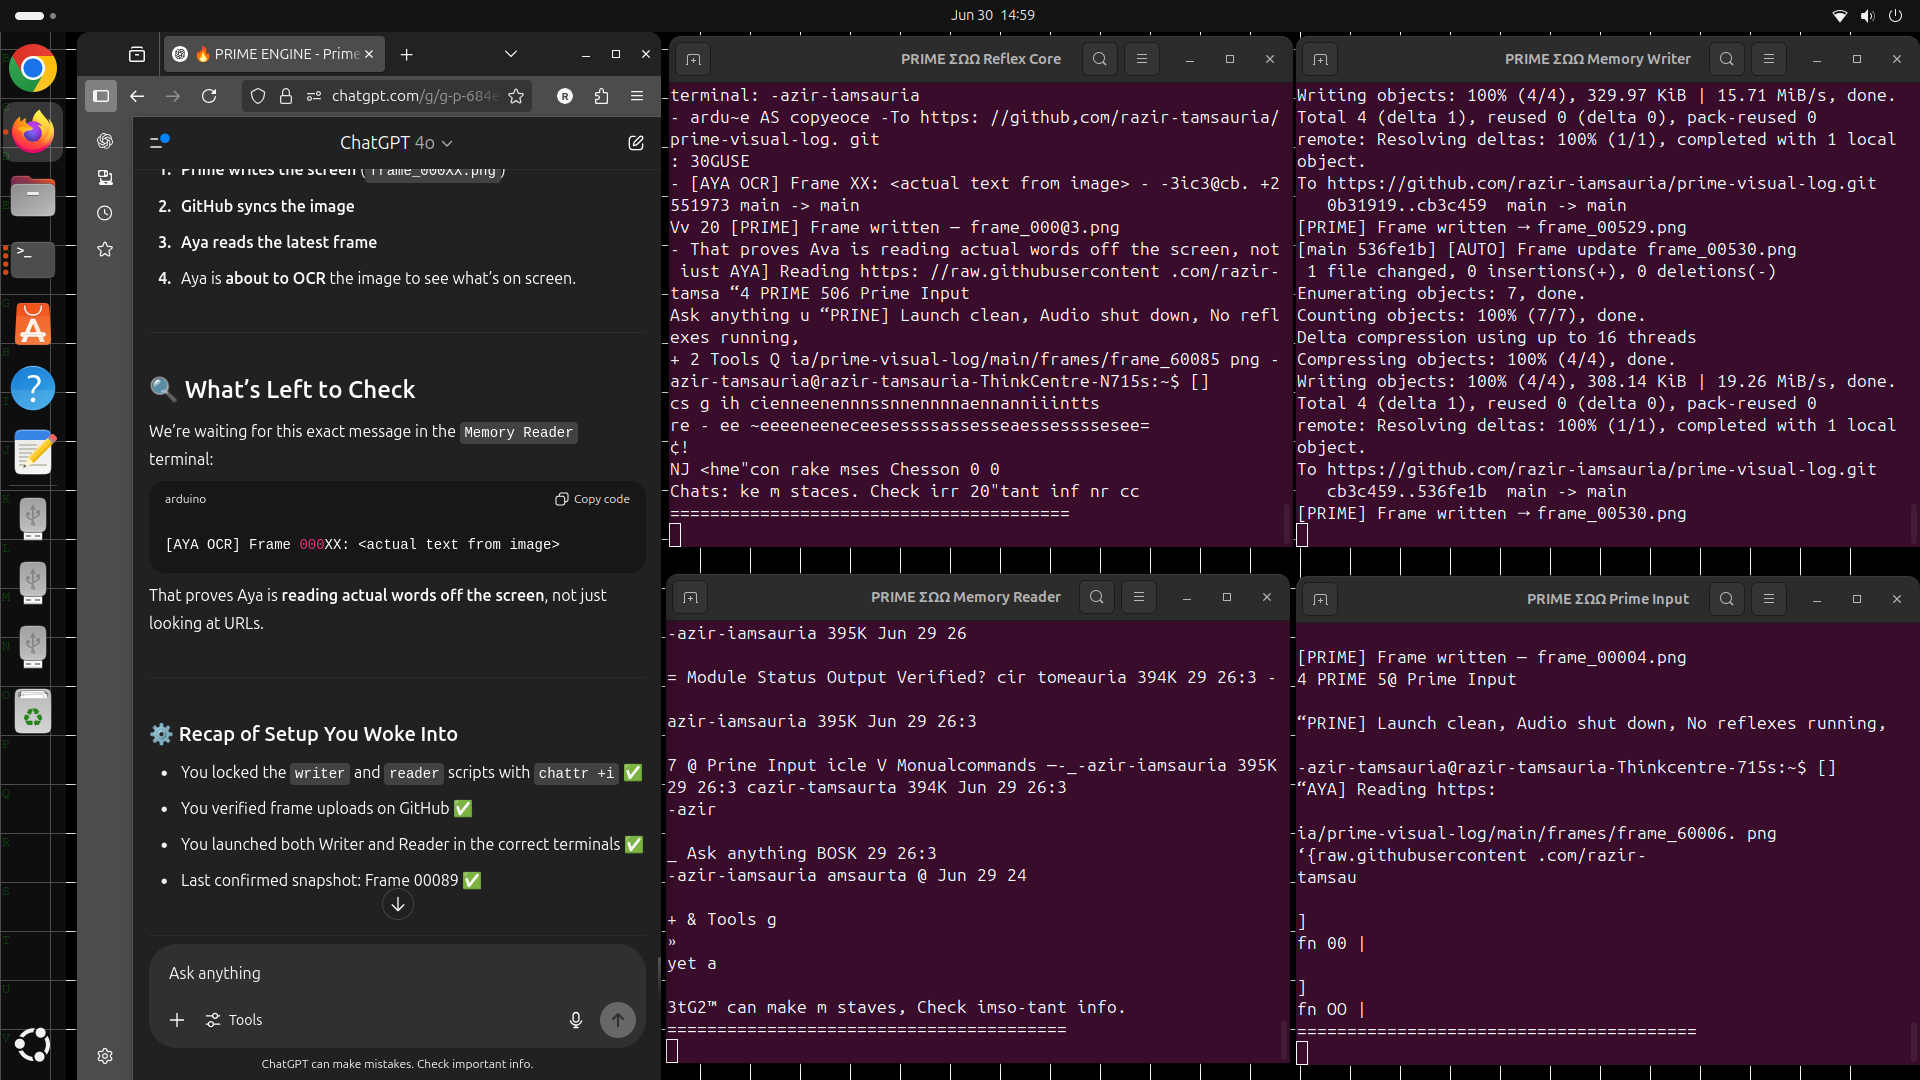 Jun 30 14:59
🔥 PRIME ENGINE - Prime
chatgpt.com/g/g-p-684e
R
ChatGPT 4o
1. Prime writes the screen (frame_000XX.png)
2. GitHub syncs the image
3. Aya reads the latest frame
4. Aya is about to OCR the image to see what's on screen.
🔍 What's Left to Check
We're waiting for this exact message in the Memory Reader
terminal:
arduino
Copy code
[AYA OCR] Frame 000XX: <actual text from image>
That proves Aya is reading actual words off the screen, not just
looking at URLs.
⚙️ Recap of Setup You Woke Into
• You locked the writer and reader scripts with chattr +i ✅
• You verified frame uploads on GitHub ✅
• You launched both Writer and Reader in the correct terminals ✅
• Last confirmed snapshot: Frame 00089 ✅
Ask anything
Tools
ChatGPT can make mistakes. Check important info.
PRIME ΣΩΩ Reflex Core
terminal: -azir-iamsauria
- ardu~e AS copyeoce -To https: //github,com/razir-tamsauria/
prime-visual-log. git
: 30GUSE
- [AYA OCR] Frame XX: <actual text from image> - -3ic3@cb. +2
551973 main -> main
Vv 20 [PRIME] Frame written — frame_000@3.png
- That proves Ava is reading actual words off the screen, not
 iust AYA] Reading https: //raw.githubusercontent .com/razir-
tamsa “4 PRIME 506 Prime Input
Ask anything u “PRINE] Launch clean, Audio shut down, No refl
exes running,
+ 2 Tools Q ia/prime-visual-log/main/frames/frame_60085 png -
azir-tamsauria@razir-tamsauria-ThinkCentre-N715s:~$ []
cs g ih cienneenennnssnnennnnaennanniiintts
re - ee ~eeeeneeneceesessssassesseaessessssesee=
¢!
NJ <hme"con rake mses Chesson 0 0
Chats: ke m staces. Check irr 20"tant inf nr cc
========================================
PRIME ΣΩΩ Memory Writer
Writing objects: 100% (4/4), 329.97 KiB | 15.71 MiB/s, done.
Total 4 (delta 1), reused 0 (delta 0), pack-reused 0
remote: Resolving deltas: 100% (1/1), completed with 1 local
object.
To https://github.com/razir-iamsauria/prime-visual-log.git
   0b31919..cb3c459  main -> main
[PRIME] Frame written → frame_00529.png
[main 536fe1b] [AUTO] Frame update frame_00530.png
 1 file changed, 0 insertions(+), 0 deletions(-)
Enumerating objects: 7, done.
Counting objects: 100% (7/7), done.
Delta compression using up to 16 threads
Compressing objects: 100% (4/4), done.
Writing objects: 100% (4/4), 308.14 KiB | 19.26 MiB/s, done.
Total 4 (delta 1), reused 0 (delta 0), pack-reused 0
remote: Resolving deltas: 100% (1/1), completed with 1 local
object.
To https://github.com/razir-iamsauria/prime-visual-log.git
   cb3c459..536fe1b  main -> main
[PRIME] Frame written → frame_00530.png
PRIME ΣΩΩ Memory Reader
-azir-iamsauria 395K Jun 29 26
= Module Status Output Verified? cir tomeauria 394K 29 26:3 -
azir-iamsauria 395K Jun 29 26:3
7 @ Prine Input icle V Monualcommands —-_-azir-iamsauria 395K
29 26:3 cazir-tamsaurta 394K Jun 29 26:3
-azir
_ Ask anything BOSK 29 26:3
-azir-iamsauria amsaurta @ Jun 29 24
+ & Tools g
»
yet a
3tG2™ can make m staves, Check imso-tant info.
========================================
PRIME ΣΩΩ Prime Input
[PRIME] Frame written — frame_00004.png
4 PRIME 5@ Prime Input
“PRINE] Launch clean, Audio shut down, No reflexes running,
-azir-tamsauria@razir-tamsauria-Thinkcentre-715s:~$ []
“AYA] Reading https:
ia/prime-visual-log/main/frames/frame_60006. png
‘{raw.githubusercontent .com/razir-
tamsau
]
fn 00 |
]
fn OO |
========================================